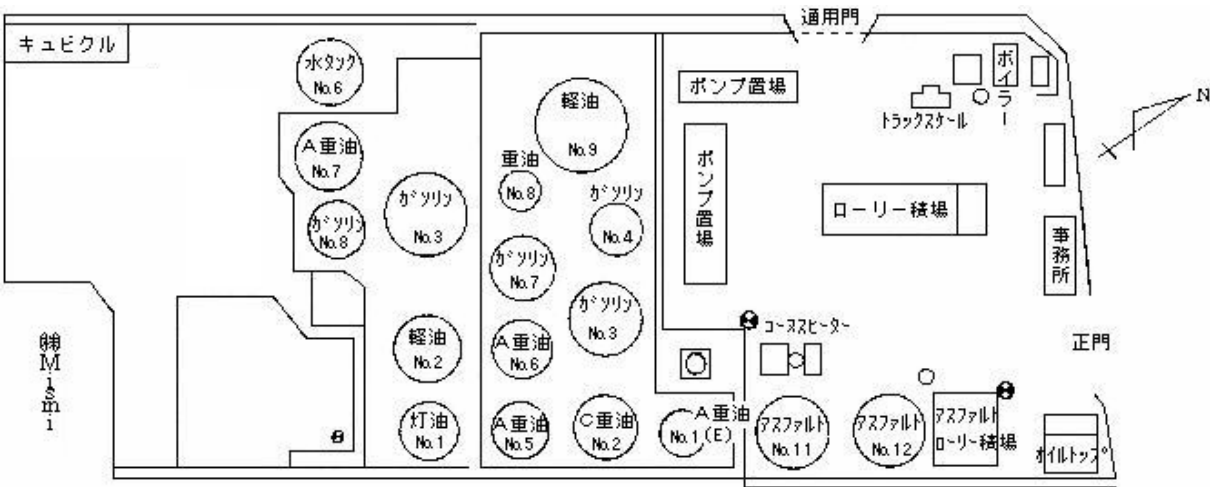 通用門
キュービクル
水タンク
No.6
ボイラー
ポンプ置場
トラックスケール
N
軽油
No.9
A重油
No.7
重油
No.8
ガソリン
No.3
ガソリン
No.4
ガソリン
No.8
ポンプ置場
ローリー積場
事務所
ガソリン
No.7
ガソリン
No.3
コースヒーター
正門
㈱Mismi
軽油
No.2
A重油
No.6
灯油
No.1
A重油
No.5
C重油
No.2
A重油
No.1
(E)
アスファルト
No.11
アスファルト
No.12
アスファルト
ローリー積場
オイルトップ